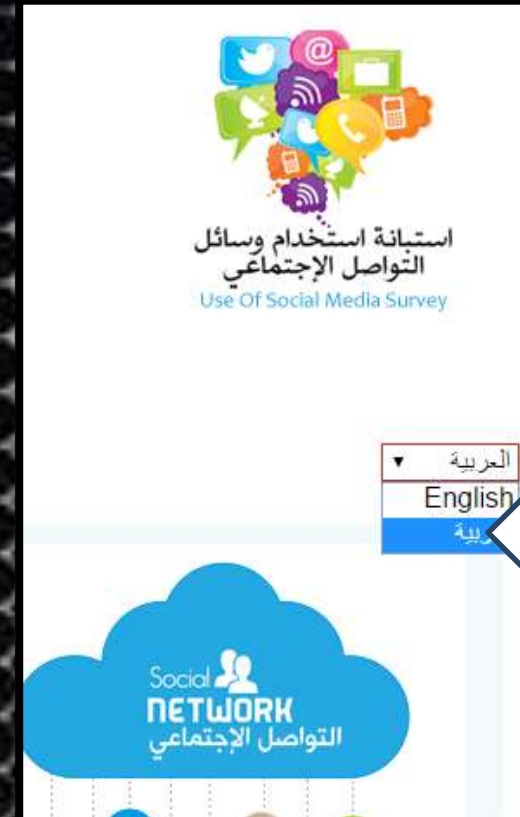 استبانة استخدام وسائل
التواصل الإجتماعي
Use Of Social Media Survey
العربية
English
Social
NETWORK
التواصل الإجتماعي